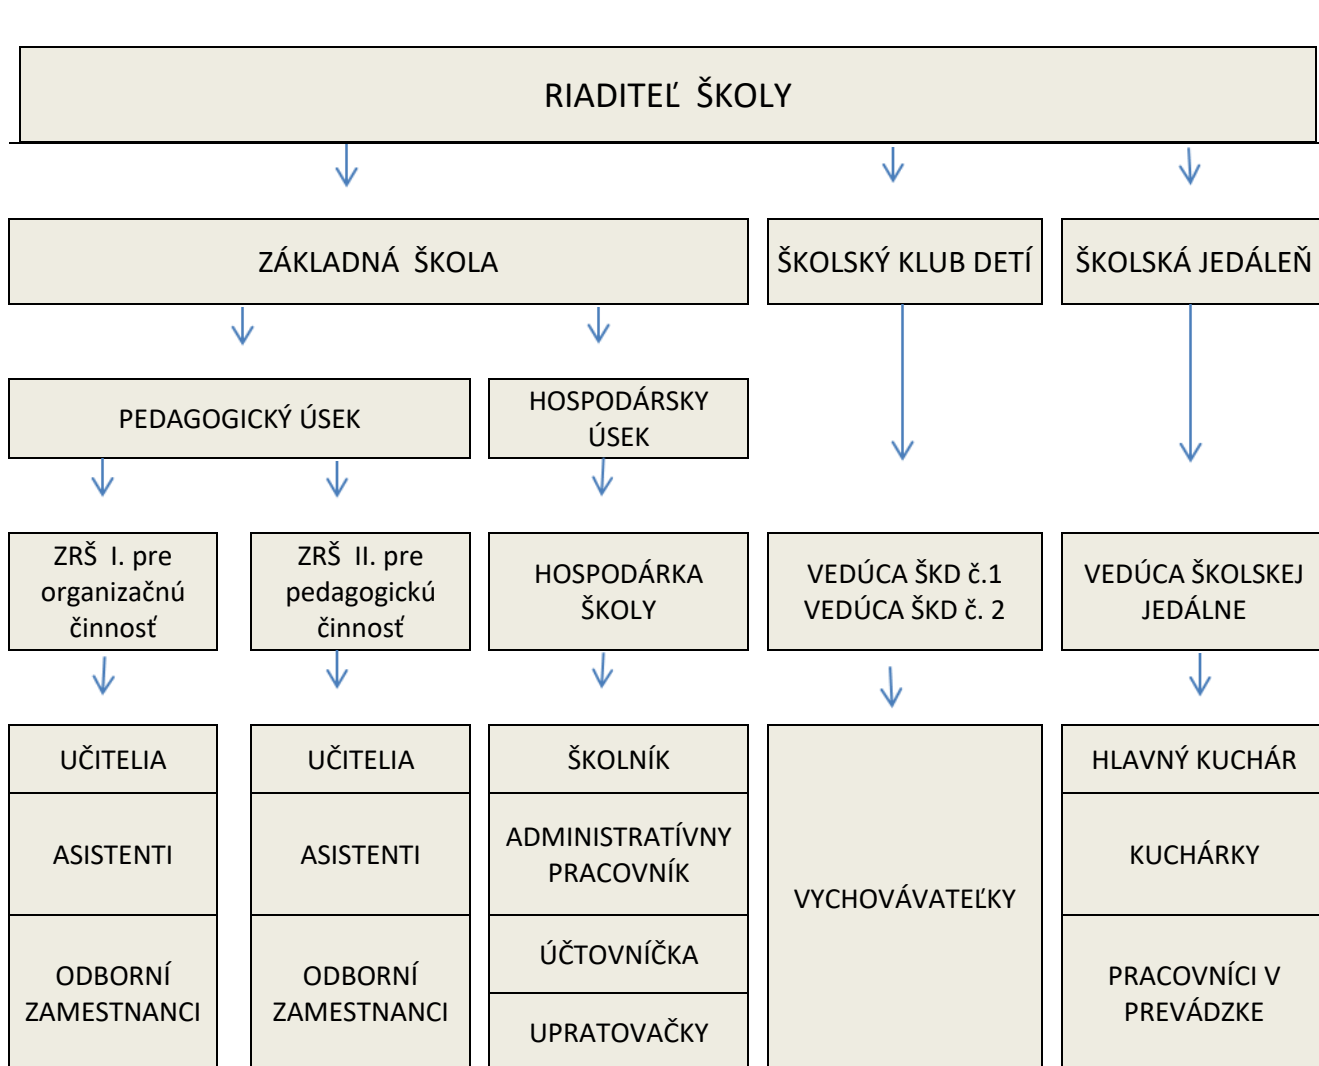 RIADITEĽ ŠKOLY
ZÁKLADNÁ ŠKOLA
ŠKOLSKÝ KLUB DETÍ
ŠKOLSKÁ JEDÁLEŇ
PEDAGOGICKÝ ÚSEK
HOSPODÁRSKY
ÚSEK
ZRŠ I. pre
organizačnú
činnosť
ZRŠ II. pre
pedagogickú
činnosť
HOSPODÁRKA
ŠKOLY
VEDÚCA ŠKD č.1
VEDÚCA ŠKD č. 2
VEDÚCA ŠKOLSKEJ
JEDÁLNE
UČITELIA
ASISTENTI
ODBORNÍ
ZAMESTNANCI
UČITELIA
ASISTENTI
ODBORNÍ
ZAMESTNANCI
ŠKOLNÍK
ADMINISTRATÍVNY
PRACOVNÍK
ÚČTOVNÍČKA
UPRATOVAČKY
VYCHOVÁVATEĽKY
HLAVNÝ KUCHÁR
KUCHÁRKY
PRACOVNÍCI V
PREVÁDZKE